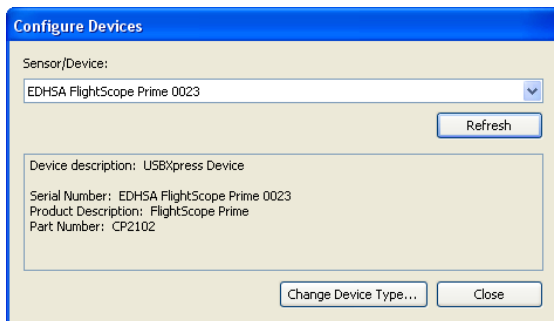 Configure Devices
Sensor/Device:
EDHSA FlightScope Prime 0023
Refresh
Device description: USBXpress Device
Serial Number: EDHSA FlightScope Prime 0023
Product Description: FlightScope Prime
Part Number: CP2102
Change Device Type...
Close